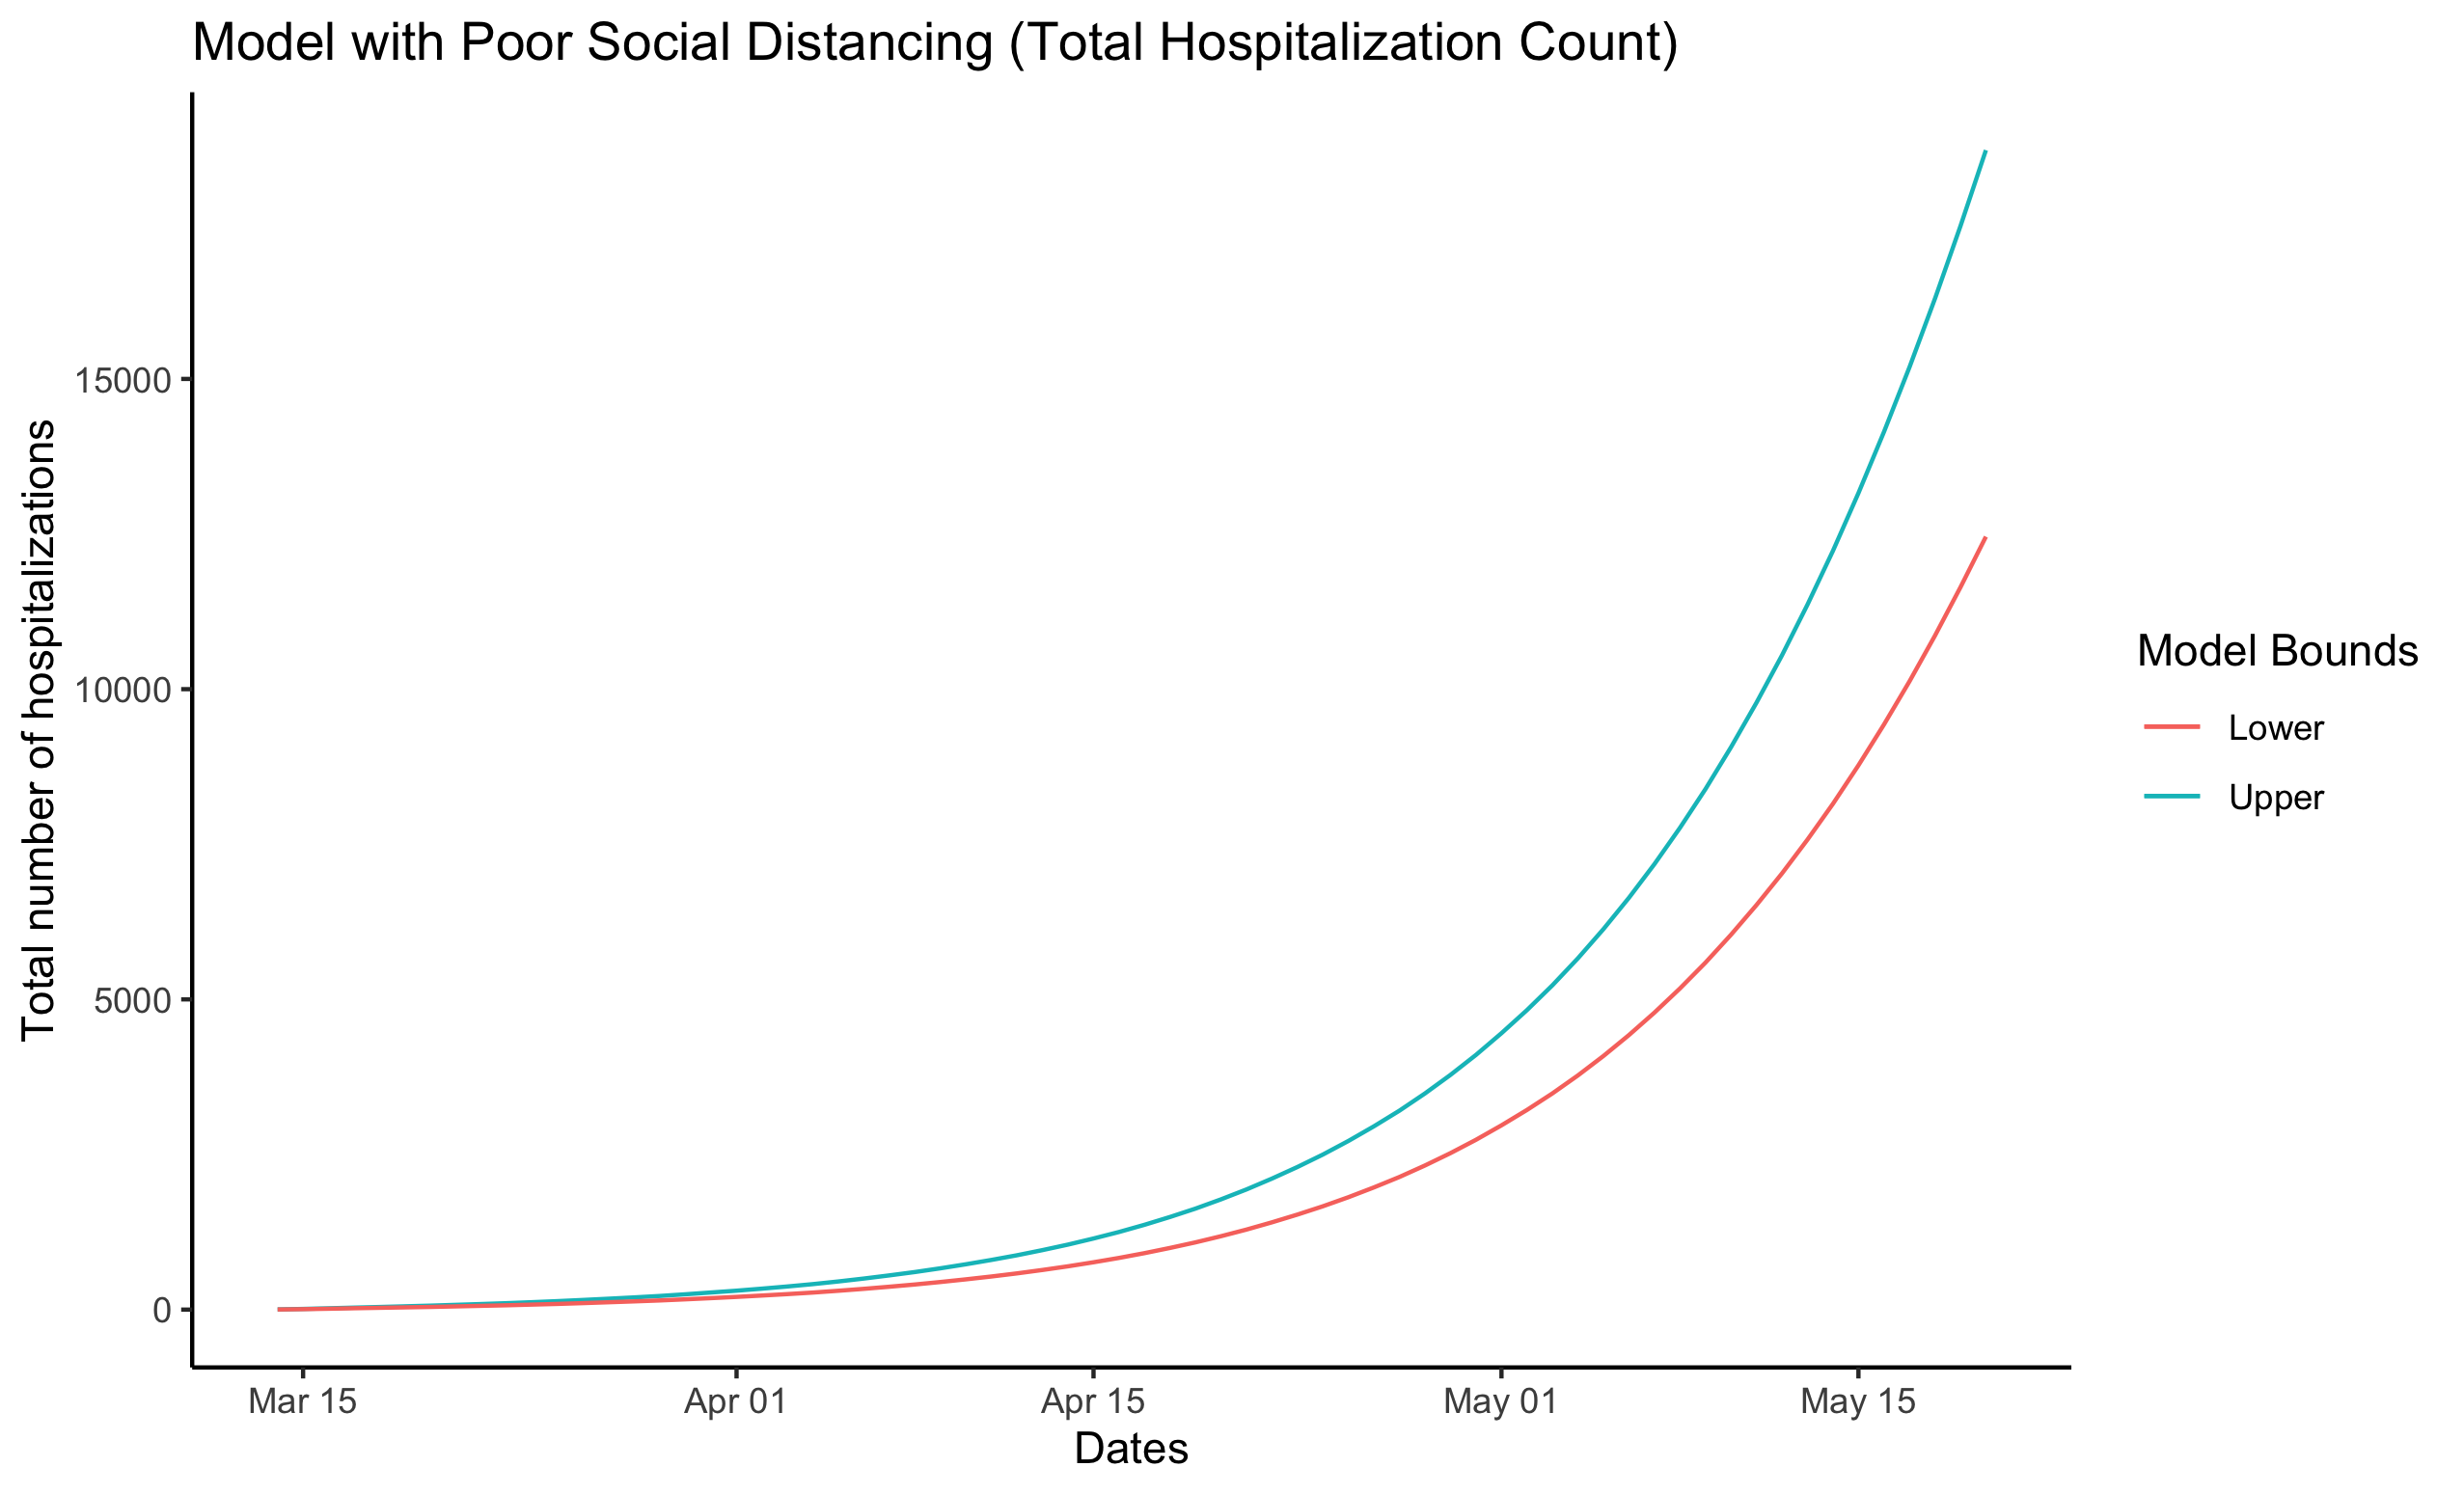 Model with Poor Social Distancing (Total Hospitalization Count)
Total number of hospitalizations
15000
10000
5000
0
Mar 15
Apr 01
Apr 15
May 01
May 15
Dates
Model Bounds
Lower
Upper